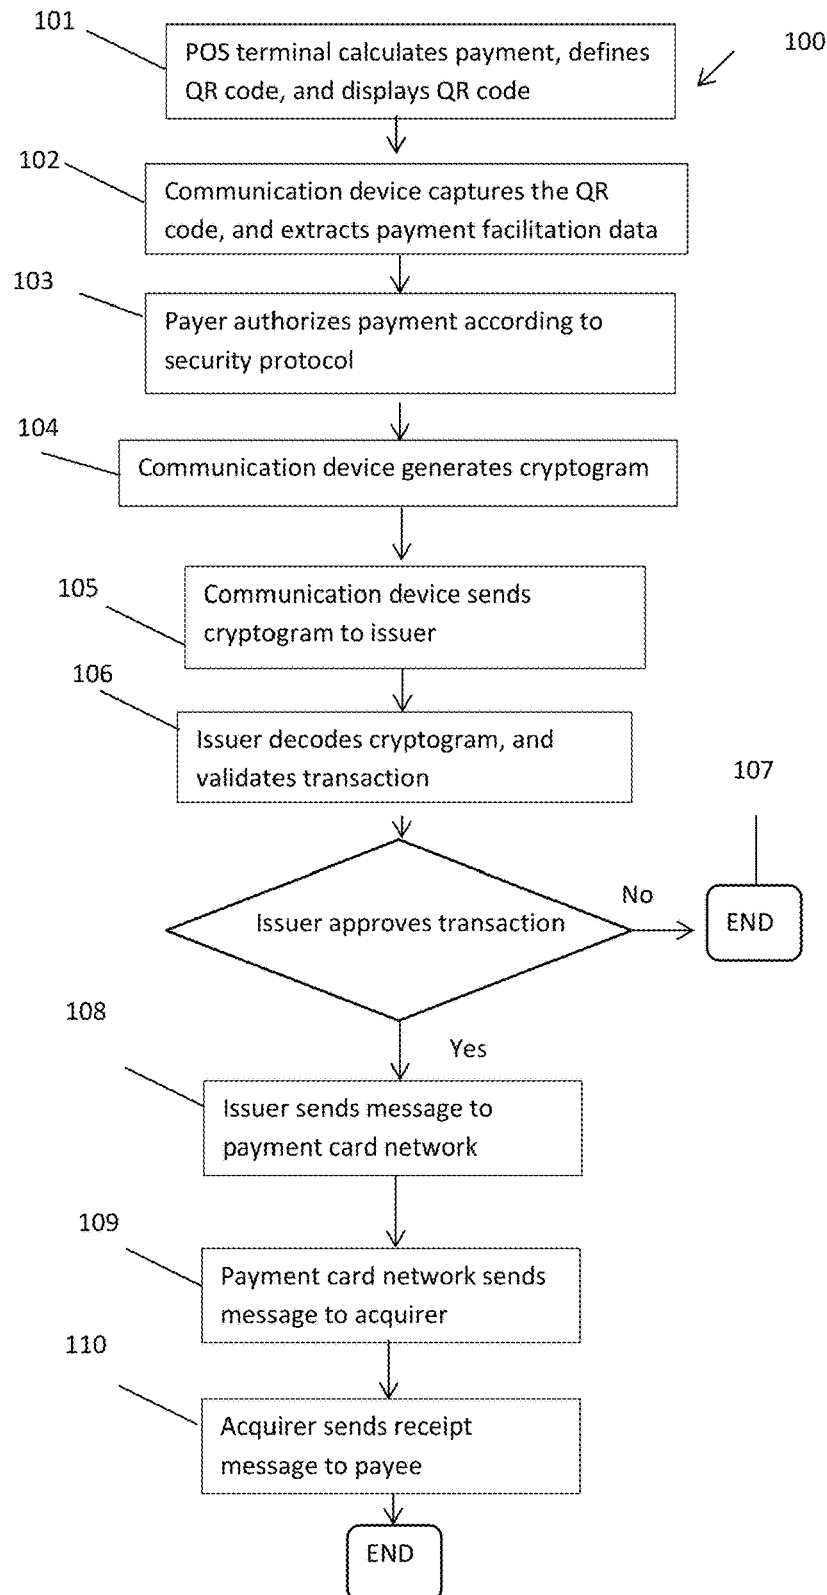 101
100
POS terminal calculates payment, defines
QR code, and displays QR code
102
Communication device captures the QR
code, and extracts payment facilitation data
103
Payer authorizes payment according to
security protocol
104
Communication device generates cryptogram
105
Communication device sends
cryptogram to issuer
106
Issuer decodes cryptogram, and
validates transaction
107
Issuer approves transaction
No
END
108
Yes
Issuer sends message to
payment card network
109
Payment card network sends
message to acquirer
110
Acquirer sends receipt
message to payee
END